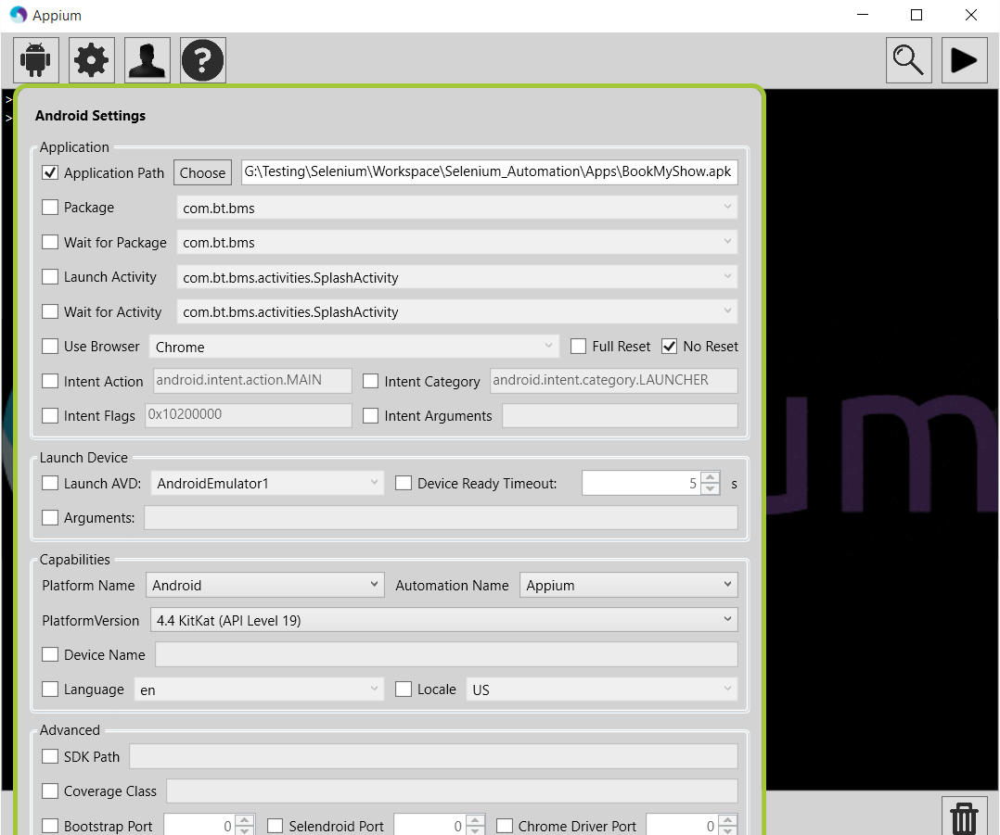 Appium
?
>
>
Android Settings
Application
Application Path Choose G:\Testing\Selenium\Workspace\Selenium_Automation\Apps\BookMyShow.apk
Package com.bt.bms
Wait for Package com.bt.bms
Launch Activity com.bt.bms.activities.SplashActivity
Wait for Activity com.bt.bms.activities.SplashActivity
Use Browser Chrome Full Reset No Reset
Intent Action android.intent.action.MAIN Intent Category android.intent.category.LAUNCHER
Intent Flags 0x10200000 Intent Arguments
um
Launch Device
Launch AVD: AndroidEmulator1 Device Ready Timeout: 5 s
Arguments:
Capabilities
Platform Name Android Automation Name Appium
PlatformVersion 4.4 KitKat (API Level 19)
Device Name
Language en Locale US
Advanced
SDK Path
Coverage Class
Bootstrap Port 0 Selendroid Port 0 Chrome Driver Port 0